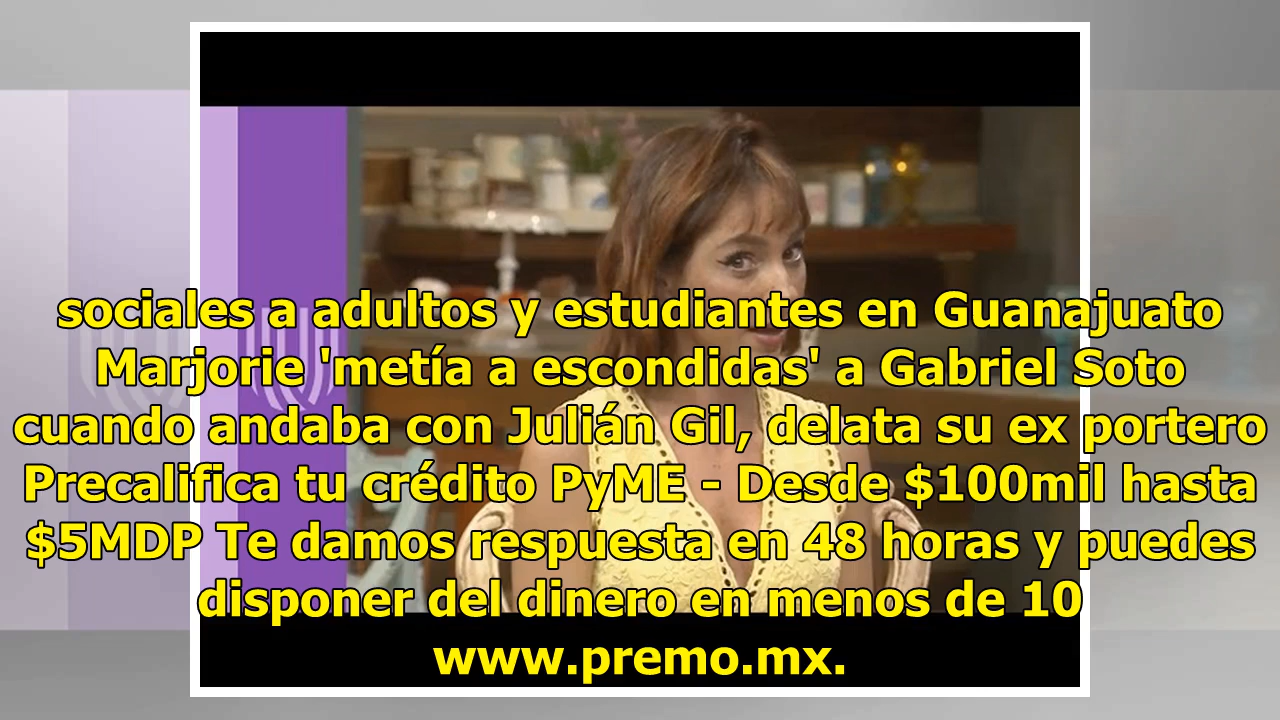 sociales a adultos y estudiantes en Guanajuato
Marjorie 'metía a escondidas' a Gabriel Soto
cuando andaba con Julián Gil, delata su ex portero
Precalifica tu crédito PyME - Desde $100mil hasta
$5MDP Te damos respuesta en 48 horas y puedes
disponer del dinero en menos de 10
www.premo.mx.